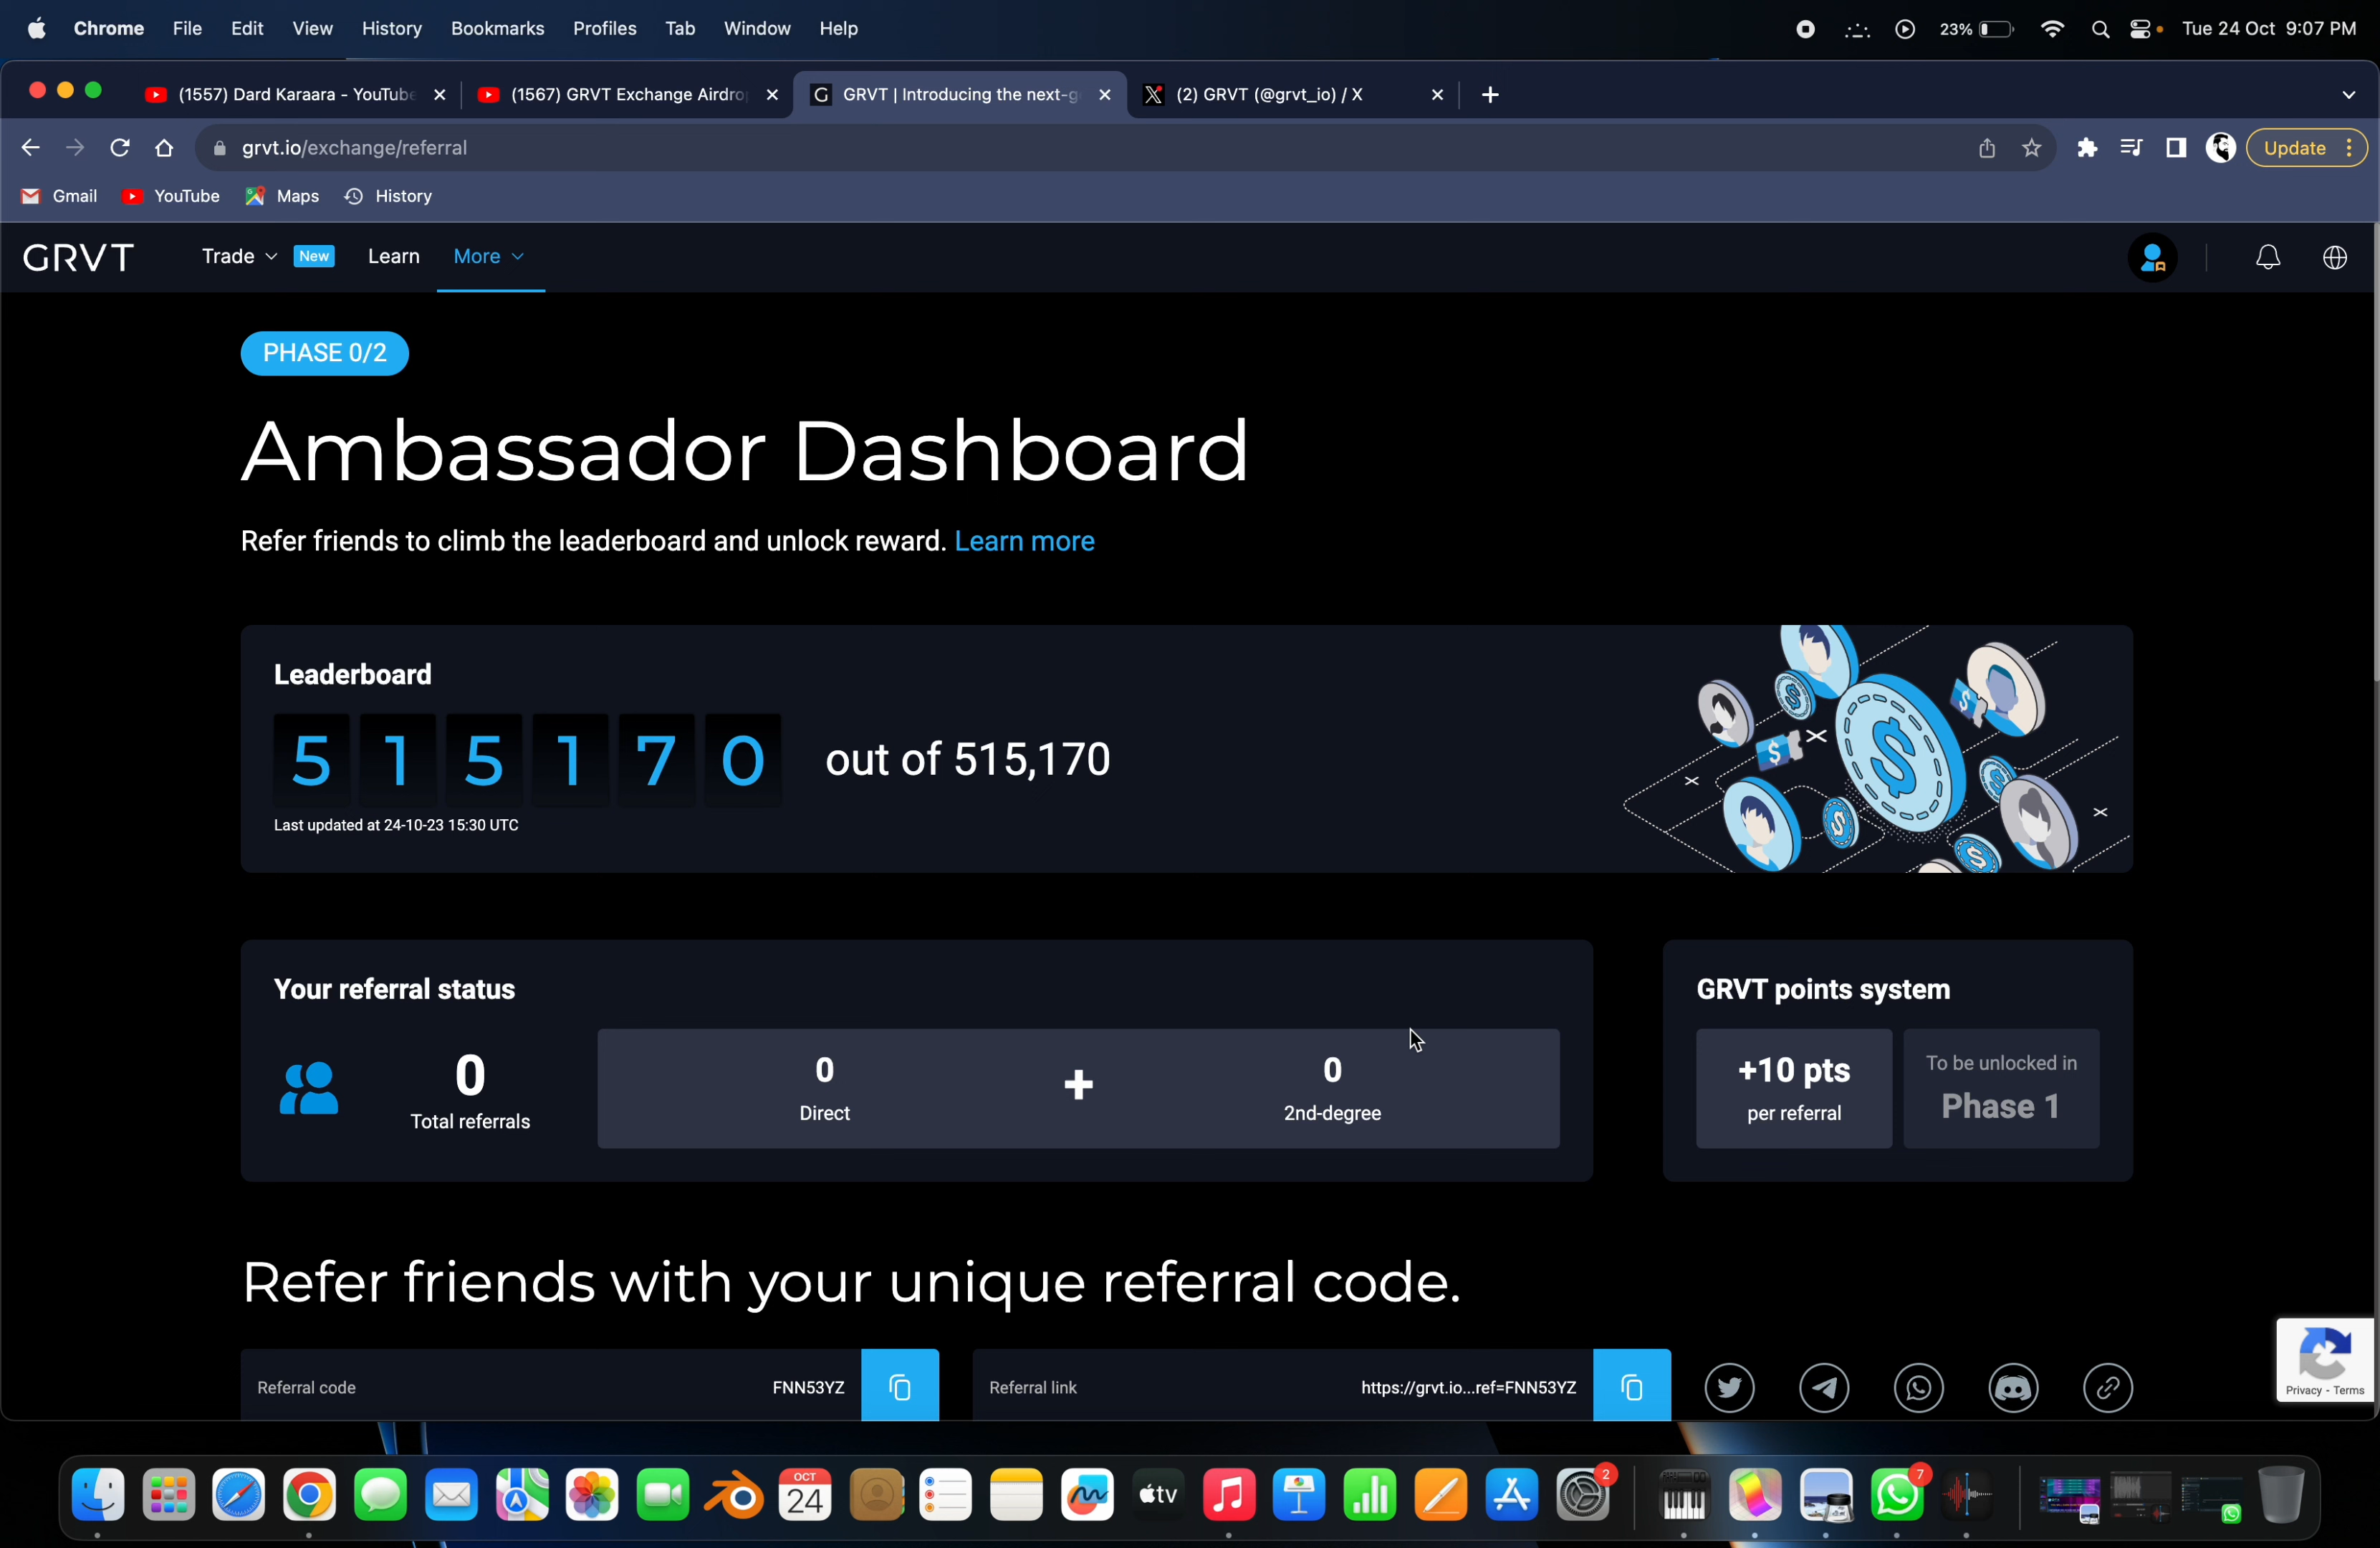 Chrome File Edit View History Bookmarks Profiles Tab Window Help 23% Tue 24 Oct 9:07 PM
(1557) Dard Karaara - YouTube (1567) GRVT Exchange Airdro GRVT | Introducing the next-g (2) GRVT (@grvt_io) / X
grvt.io/exchange/referral Update
Gmail YouTube Maps History
GRVT Trade New Learn More
PHASE 0/2
Ambassador Dashboard
Refer friends to climb the leaderboard and unlock reward. Learn more
Leaderboard
5 1 5 1 7 0 out of 515,170
Last updated at 24-10-23 15:30 UTC
Your referral status
0
Total referrals
0
Direct
+
0
2nd-degree
GRVT points system
+10 pts
per referral
To be unlocked in
Phase 1
Refer friends with your unique referral code.
Referral code FNN53YZ
Referral link https://grvt.io...ref=FNN53YZ
Privacy - Terms
OCT
24
tv
2
7